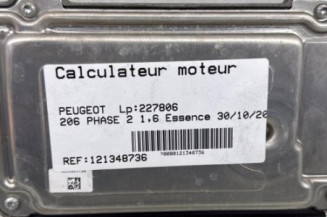 Calculateur moteur
PEUGEOT Lp:227806
206 PHASE 2 1.6 Essence 30/10/20
REF:121348736